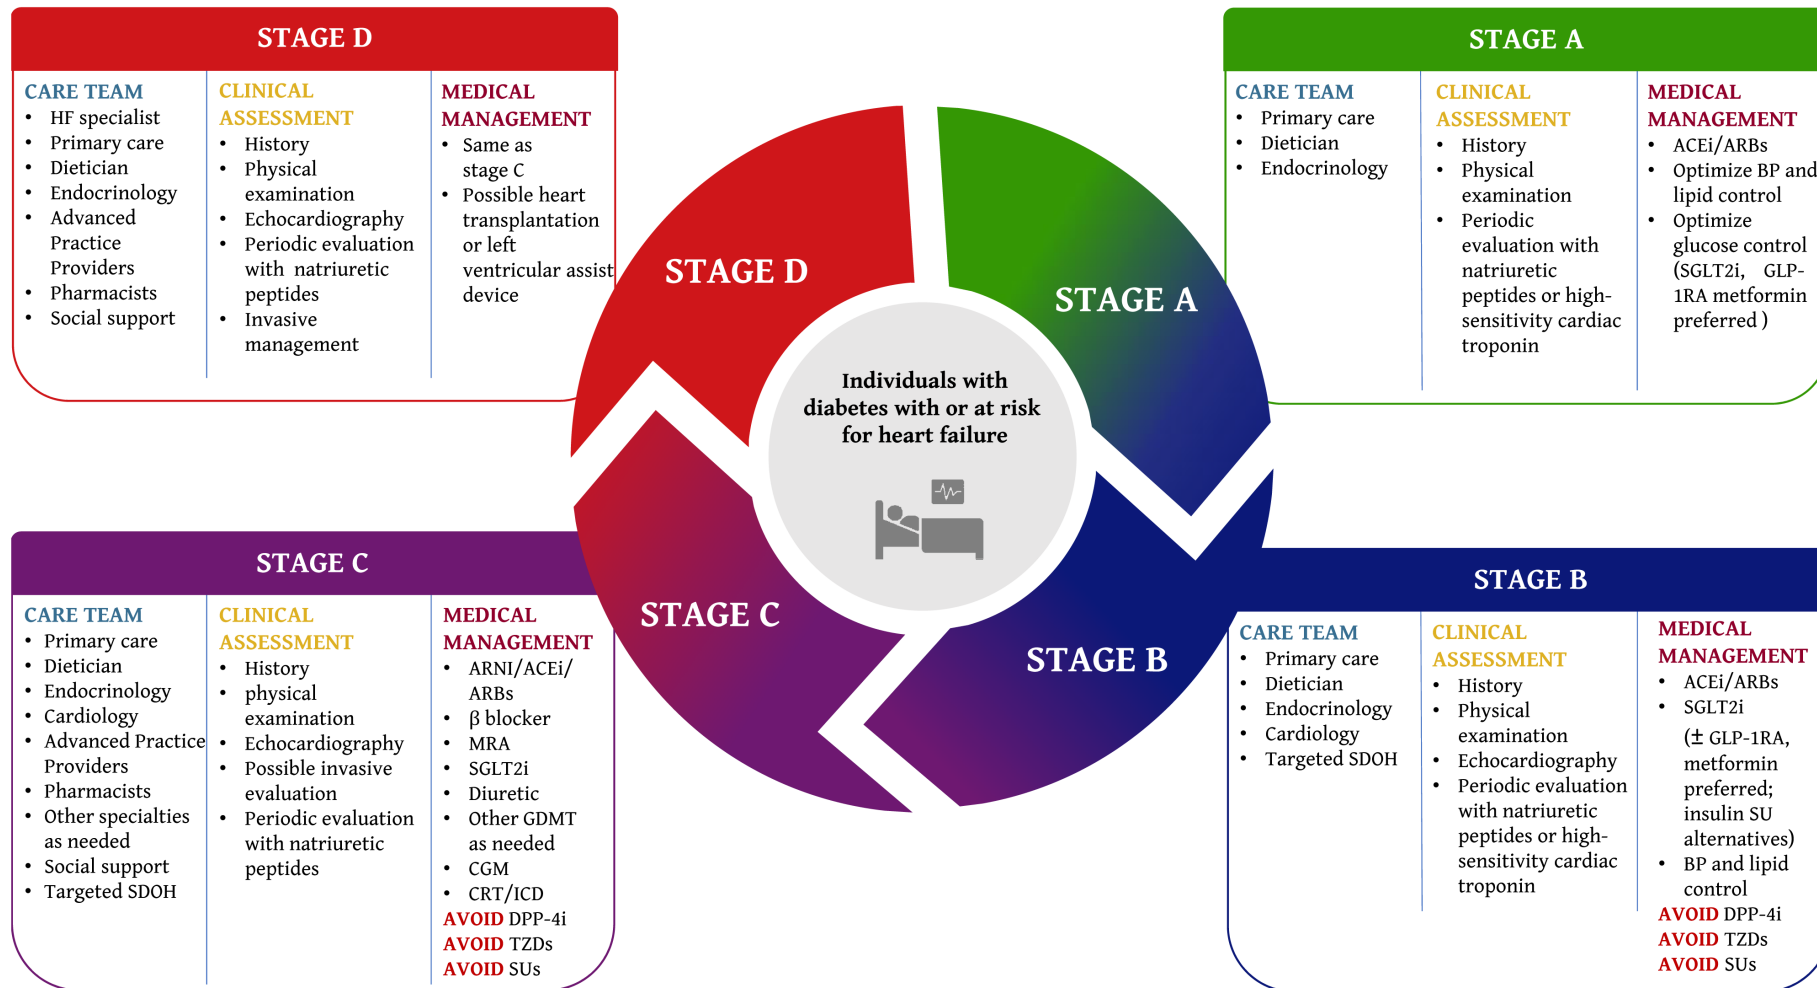 STAGE D
CARE TEAM
• HF specialist
• Primary care
• Dietician
• Endocrinology
• Advanced
Practice
Providers
• Pharmacists
• Social support
CLINICAL
ASSESSMENT
• History
• Physical
examination
• Echocardiography
• Periodic evaluation
with natriuretic
peptides
• Invasive
management
MEDICAL
MANAGEMENT
• Same as
stage C
• Possible heart
transplantation
or left
ventricular assist
device
STAGE A
CARE TEAM
• Primary care
• Dietician
• Endocrinology
CLINICAL
ASSESSMENT
• History
• Physical
examination
• Periodic
evaluation with
natriuretic
peptides or high-
sensitivity cardiac
troponin
MEDICAL
MANAGEMENT
• ACEi/ARBs
• Optimize BP and
lipid control
• Optimize
glucose control
(SGLT2i, GLP-
1RA metformin
preferred )
STAGE D
STAGE A
Individuals with
diabetes with or at risk
for heart failure
STAGE C
STAGE B
STAGE C
CARE TEAM
• Primary care
• Dietician
• Endocrinology
• Cardiology
• Advanced Practice
Providers
• Pharmacists
• Other specialties
as needed
• Social support
• Targeted SDOH
CLINICAL
ASSESSMENT
• History
• physical
examination
• Echocardiography
• Possible invasive
evaluation
• Periodic evaluation
with natriuretic
peptides
MEDICAL
MANAGEMENT
• ARNI/ACEi/
ARBs
• β blocker
• MRA
• SGLT2i
• Diuretic
• Other GDMT
as needed
• CGM
• CRT/ICD
AVOID DPP-4i
AVOID TZDs
AVOID SUs
STAGE B
CARE TEAM
• Primary care
• Dietician
• Endocrinology
• Cardiology
• Targeted SDOH
CLINICAL
ASSESSMENT
• History
• Physical
examination
• Echocardiography
• Periodic evaluation
with natriuretic
peptides or high-
sensitivity cardiac
troponin
MEDICAL
MANAGEMENT
• ACEi/ARBs
• SGLT2i
(± GLP-1RA,
metformin
preferred;
insulin SU
alternatives)
• BP and lipid
control
AVOID DPP-4i
AVOID TZDs
AVOID SUs